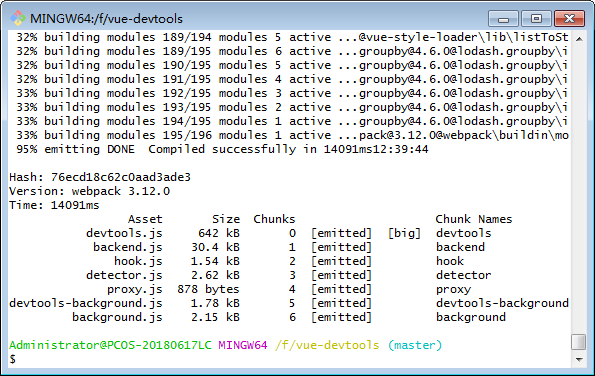 MINGW64:/f/vue-devtools
32% building modules 189/194 modules 5 active ...@vue-style-loader\lib\listToSt
33% building modules 189/195 modules 6 active ...groupby@4.6.0@lodash.groupby\i
32% building modules 190/195 modules 5 active ...groupby@4.6.0@lodash.groupby\i
32% building modules 191/195 modules 4 active ...groupby@4.6.0@lodash.groupby\i
33% building modules 192/195 modules 3 active ...groupby@4.6.0@lodash.groupby\i
33% building modules 193/195 modules 2 active ...groupby@4.6.0@lodash.groupby\i
33% building modules 194/195 modules 1 active ...groupby@4.6.0@lodash.groupby\i
33% building modules 195/196 modules 1 active ...pack@3.12.0@webpack\buildin\mo
95% emitting DONE  Compiled successfully in 14091ms12:39:44
Hash: 76ecd18c62c0aad3ade3
Version: webpack 3.12.0
Time: 14091ms
Asset       Size  Chunks                    Chunk Names
devtools.js     642 kB       0  [emitted]  [big]  devtools
backend.js    30.4 kB       1  [emitted]         backend
hook.js    1.54 kB       2  [emitted]         hook
detector.js    2.62 kB       3  [emitted]         detector
proxy.js  878 bytes       4  [emitted]         proxy
devtools-background.js    1.78 kB       5  [emitted]         devtools-background
background.js    2.15 kB       6  [emitted]         background
Administrator@PCOS-20180617LC MINGW64 /f/vue-devtools (master)
$